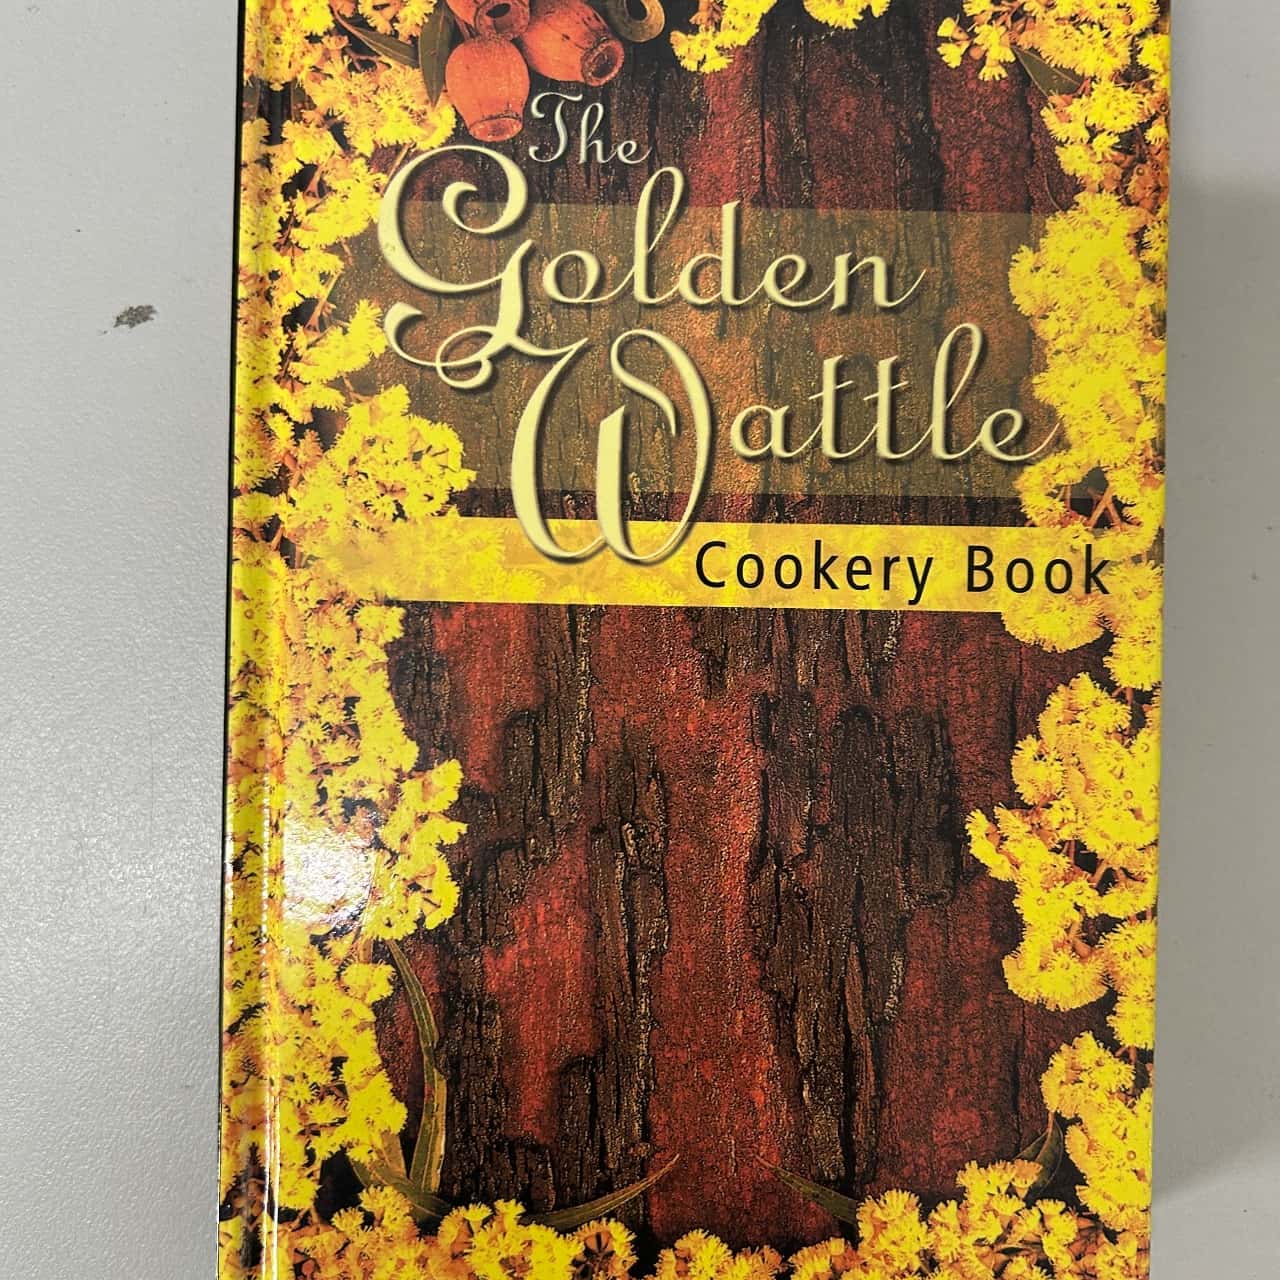 The
Golden
Wattle
Cookery Book